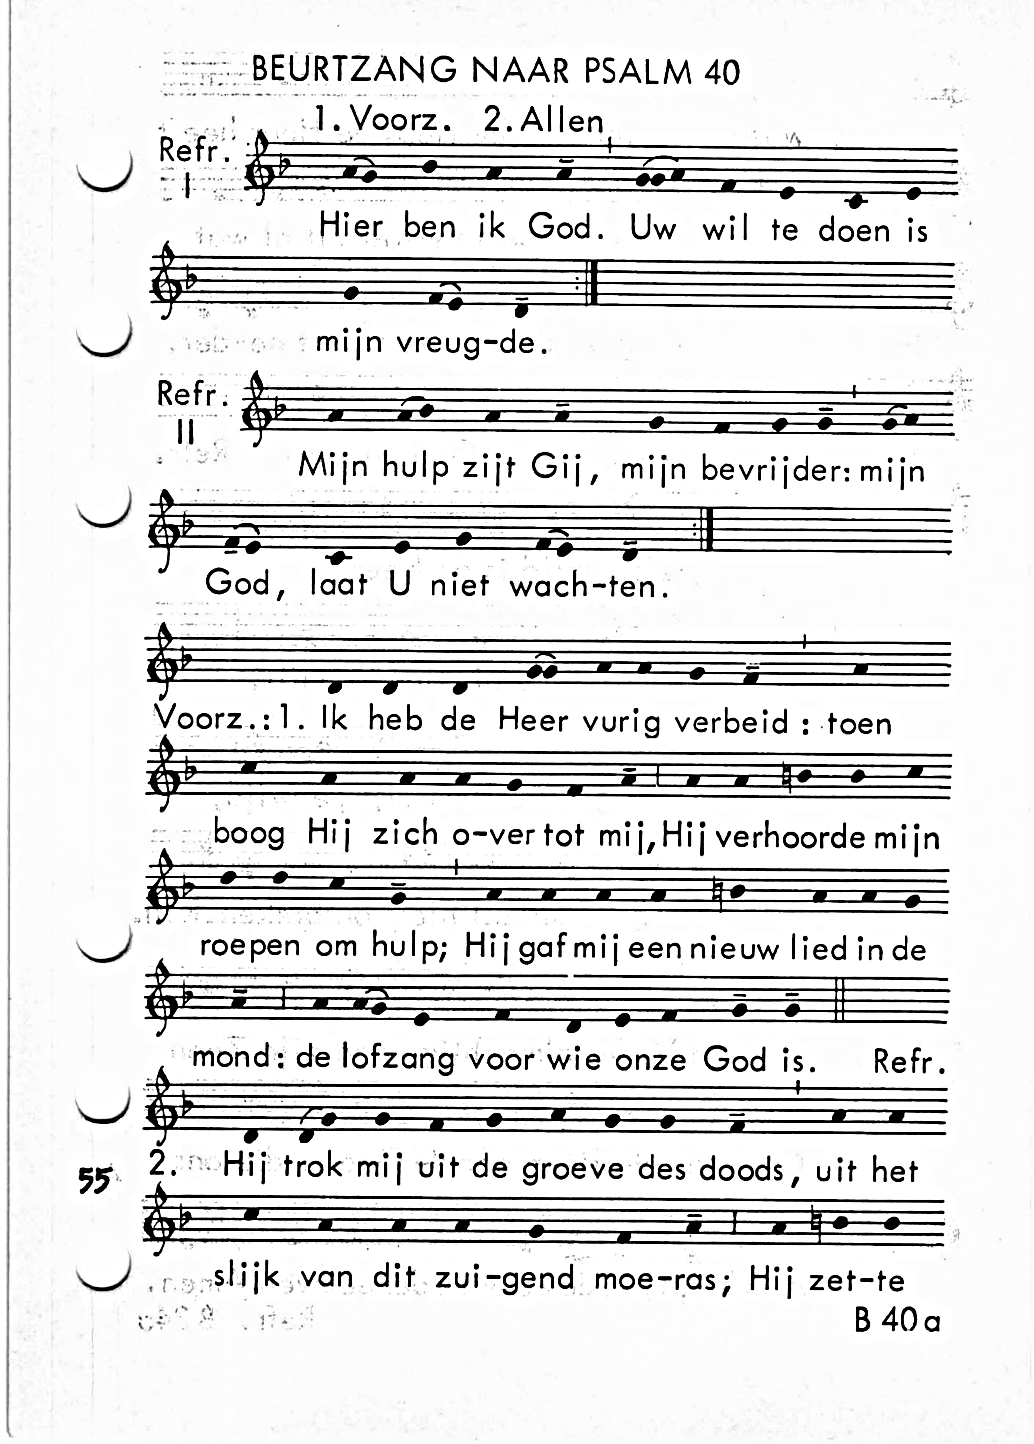 BEURTZANG NAAR PSALM 40
1. Voorz. 2. Allen
Refr. I
Hier ben ik God. Uw wil te doen is
mijn vreug-de.
Refr. II
Mijn hulp zijt Gij, mijn bevrijder: mijn
God, laat U niet wach-ten.
Voorz.: 1. Ik heb de Heer vurig verbeid: toen
boog Hij zich o-ver tot mij, Hij verhoorde mijn
roepen om hulp; Hij gaf mij een nieuw lied in de
mond: de lofzang voor wie onze God is. Refr.
2. Hij trok mij uit de groeve des doods, uit het
55
slijk van dit zui-gend moe-ras; Hij zet-te
B 40 a